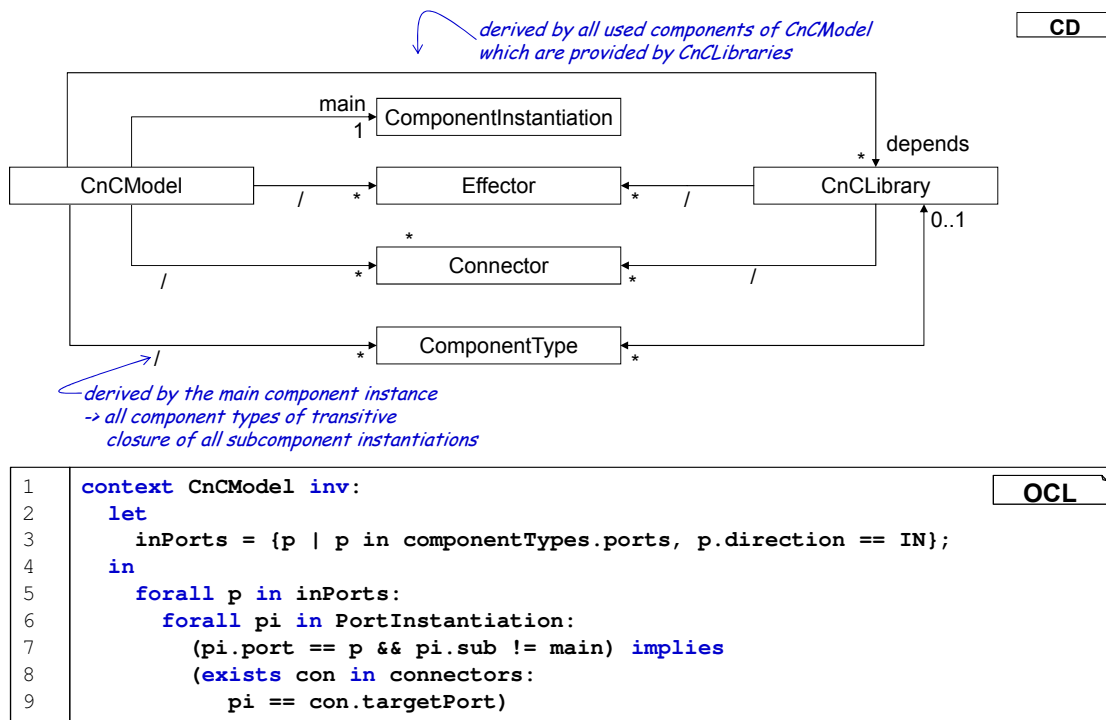 derived by all used components of CnCModel
which are provided by CnCLibraries
CD
main
1
ComponentInstantiation
* depends
CnCModel
/ *
Effector
* /
CnCLibrary
0..1
*
/ *
Connector
* /
/ *
ComponentType
*
derived by the main component instance
-> all component types of transitive
closure of all subcomponent instantiations
OCL
1 context CnCModel inv:
2 let
3 inPorts = {p | p in componentTypes.ports, p.direction == IN};
4 in
5 forall p in inPorts:
6 forall pi in PortInstantiation:
7 (pi.port == p && pi.sub != main) implies
8 (exists con in connectors:
9 pi == con.targetPort)